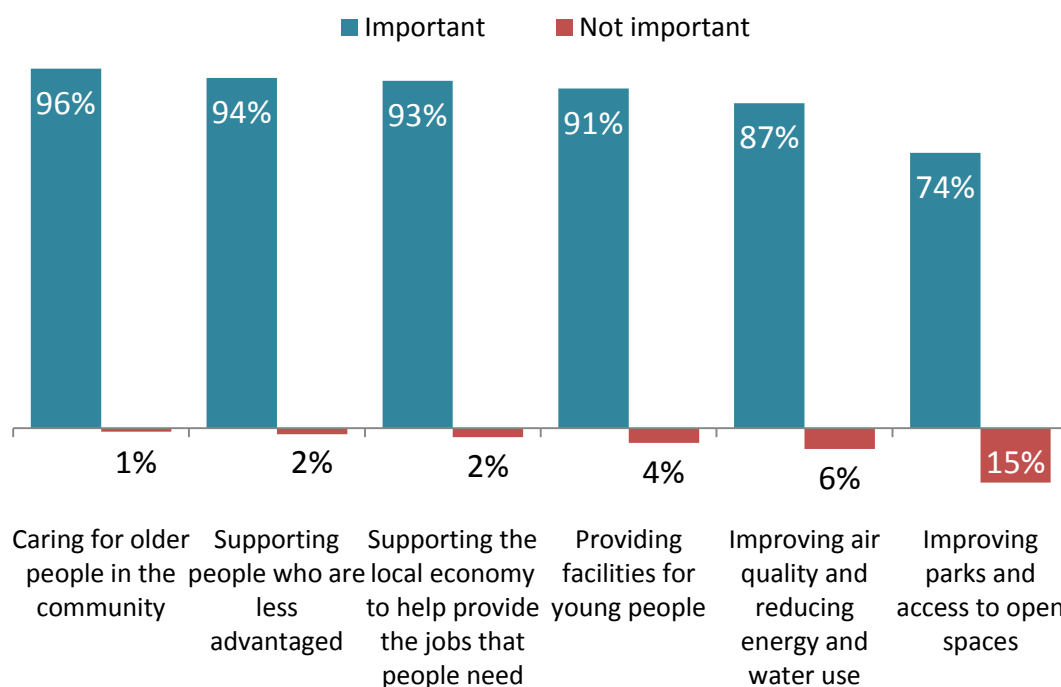 Important Not important
96% 94% 93% 91% 87% 74%
1% 2% 2% 4% 6% 15%
Caring for older
people in the
community
Supporting
people who are
less
advantaged
Supporting the
local economy
to help provide
the jobs that
people need
Providing
facilities for
young people
Improving air
quality and
reducing
energy and
water use
Improving
parks and
access to open
spaces